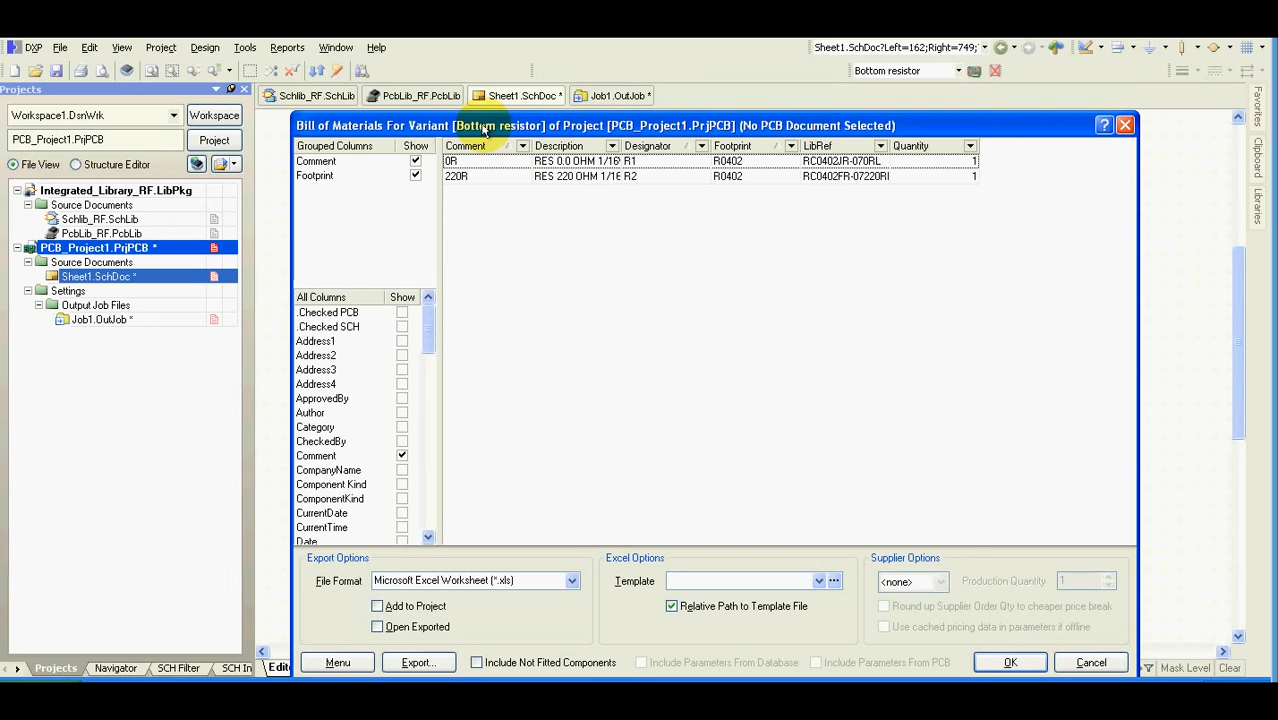 DXP File Edit View Project Design Tools Reports Window Help Sheet1.SchDoc?Left=162;Right=749;
Bottom resistor
Projects Schlib_RF.SchLib PcbLib_RF.PcbLib Sheet1.SchDoc * Job1.OutJob *
Workspace1.DsnWrk Workspace
PCB_Project1.PrjPCB Project
File View Structure Editor
Integrated_Library_RF.LibPkg
Source Documents
Schlib_RF.SchLib
PcbLib_RF.PcbLib
PCB_Project1.PrjPCB *
Source Documents
Sheet1.SchDoc *
Settings
Output Job Files
Job1.OutJob *
Bill of Materials For Variant [Bottom resistor] of Project [PCB_Project1.PrjPCB] (No PCB Document Selected)
Grouped Columns Show
Comment
Footprint
Comment Description Designator Footprint LibRef Quantity
0R RES 0.0 OHM 1/16 R1 R0402 RC0402JR-070RL 1
220R RES 220 OHM 1/16 R2 R0402 RC0402FR-07220RL 1
All Columns Show
.Checked PCB
.Checked SCH
Address1
Address2
Address3
Address4
ApprovedBy
Author
Category
CheckedBy
Comment
CompanyName
Component Kind
ComponentKind
CurrentDate
CurrentTime
Date
Export Options
File Format Microsoft Excel Worksheet (*.xls)
Add to Project
Open Exported
Excel Options
Template
Relative Path to Template File
Supplier Options
<none> Production Quantity 1
Round up Supplier Order Qty to cheaper price break
Use cached pricing data in parameters if offline
Menu Export... Include Not Fitted Components Include Parameters From Database Include Parameters From PCB OK Cancel
Favorites
Clipboard
Libraries
Projects Navigator SCH Filter SCH In Edit Mask Level Clear